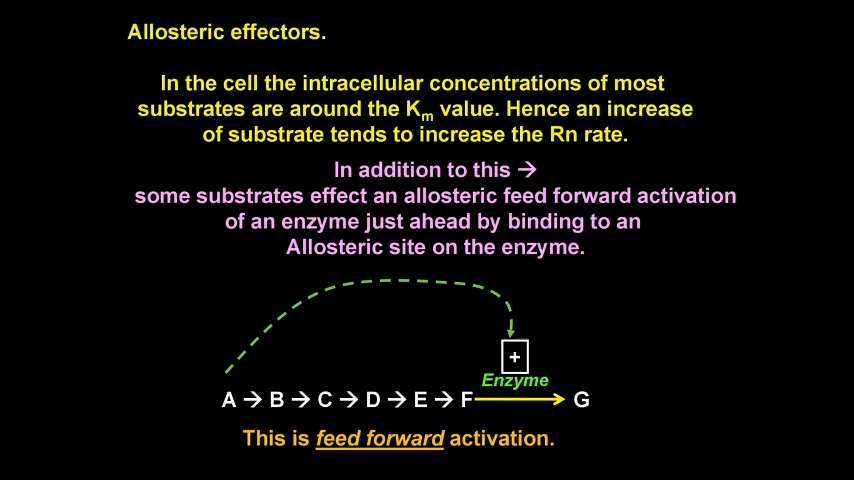 Allosteric effectors.
In the cell the intracellular concentrations of most
substrates are around the Km value. Hence an increase
of substrate tends to increase the Rn rate.
In addition to this →
some substrates effect an allosteric feed forward activation
of an enzyme just ahead by binding to an
Allosteric site on the enzyme.
+
Enzyme
A → B → C → D → E → F → G
This is feed forward activation.